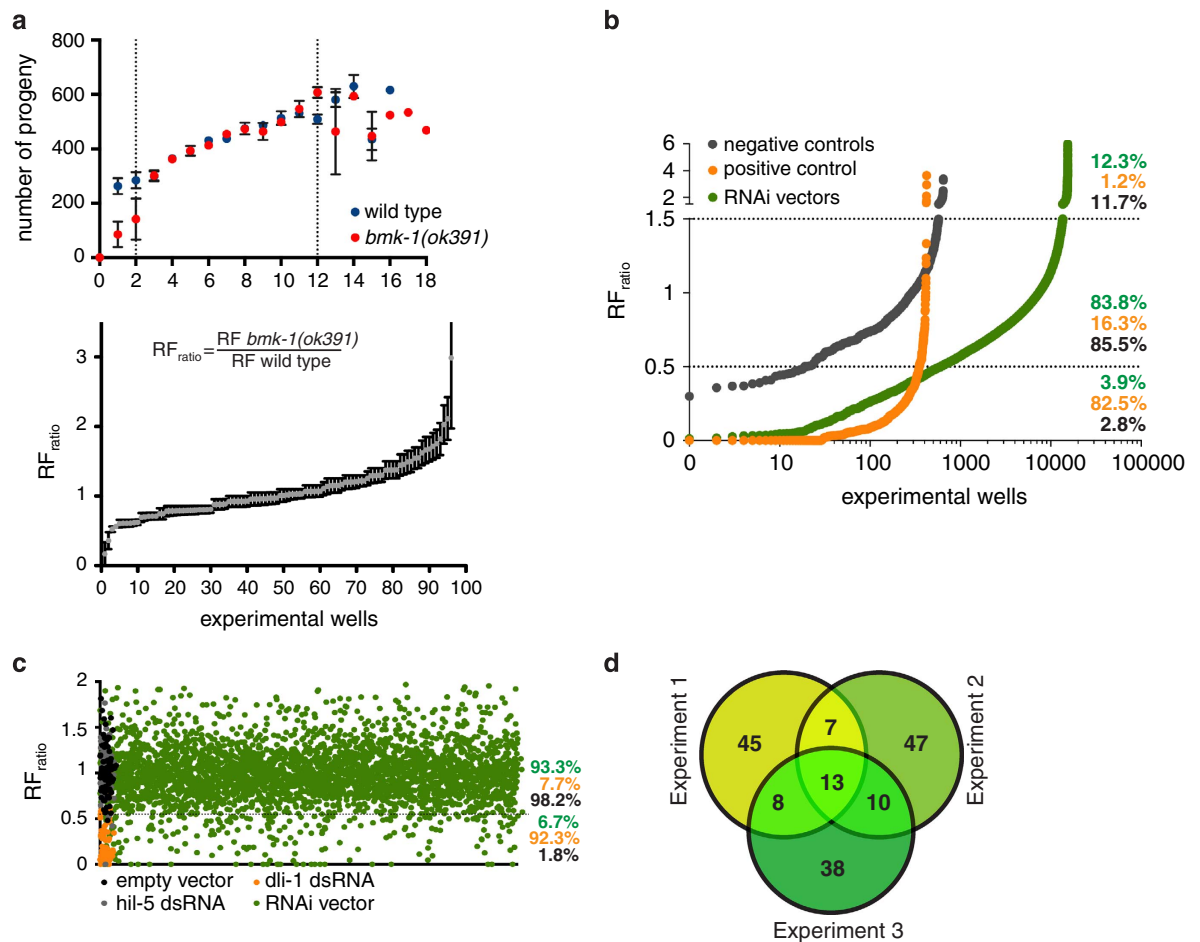 a
800
600
400
200
0
number of progeny
wild type
bmk-1(ok391)
0 2 4 6 8 10 12 14 16 18
RFratio = RF bmk-1(ok391)
RF wild type
3
2
1
0
RFratio
0 10 20 30 40 50 60 70 80 90 100
experimental wells
b
6
4
2
1.5
1
0.5
0
RFratio
negative controls
positive control
RNAi vectors
12.3%
1.2%
11.7%
83.8%
16.3%
85.5%
3.9%
82.5%
2.8%
0 10 100 1000 10000 100000
experimental wells
c
2
1.5
1
0.5
0
RFratio
93.3%
7.7%
98.2%
6.7%
92.3%
1.8%
empty vector
dli-1 dsRNA
hil-5 dsRNA
RNAi vector
d
Experiment 1
Experiment 2
45
7
47
13
8
10
38
Experiment 3